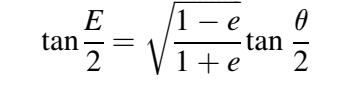 tan E/2 = √((1 − e)/(1 + e)) tan θ/2